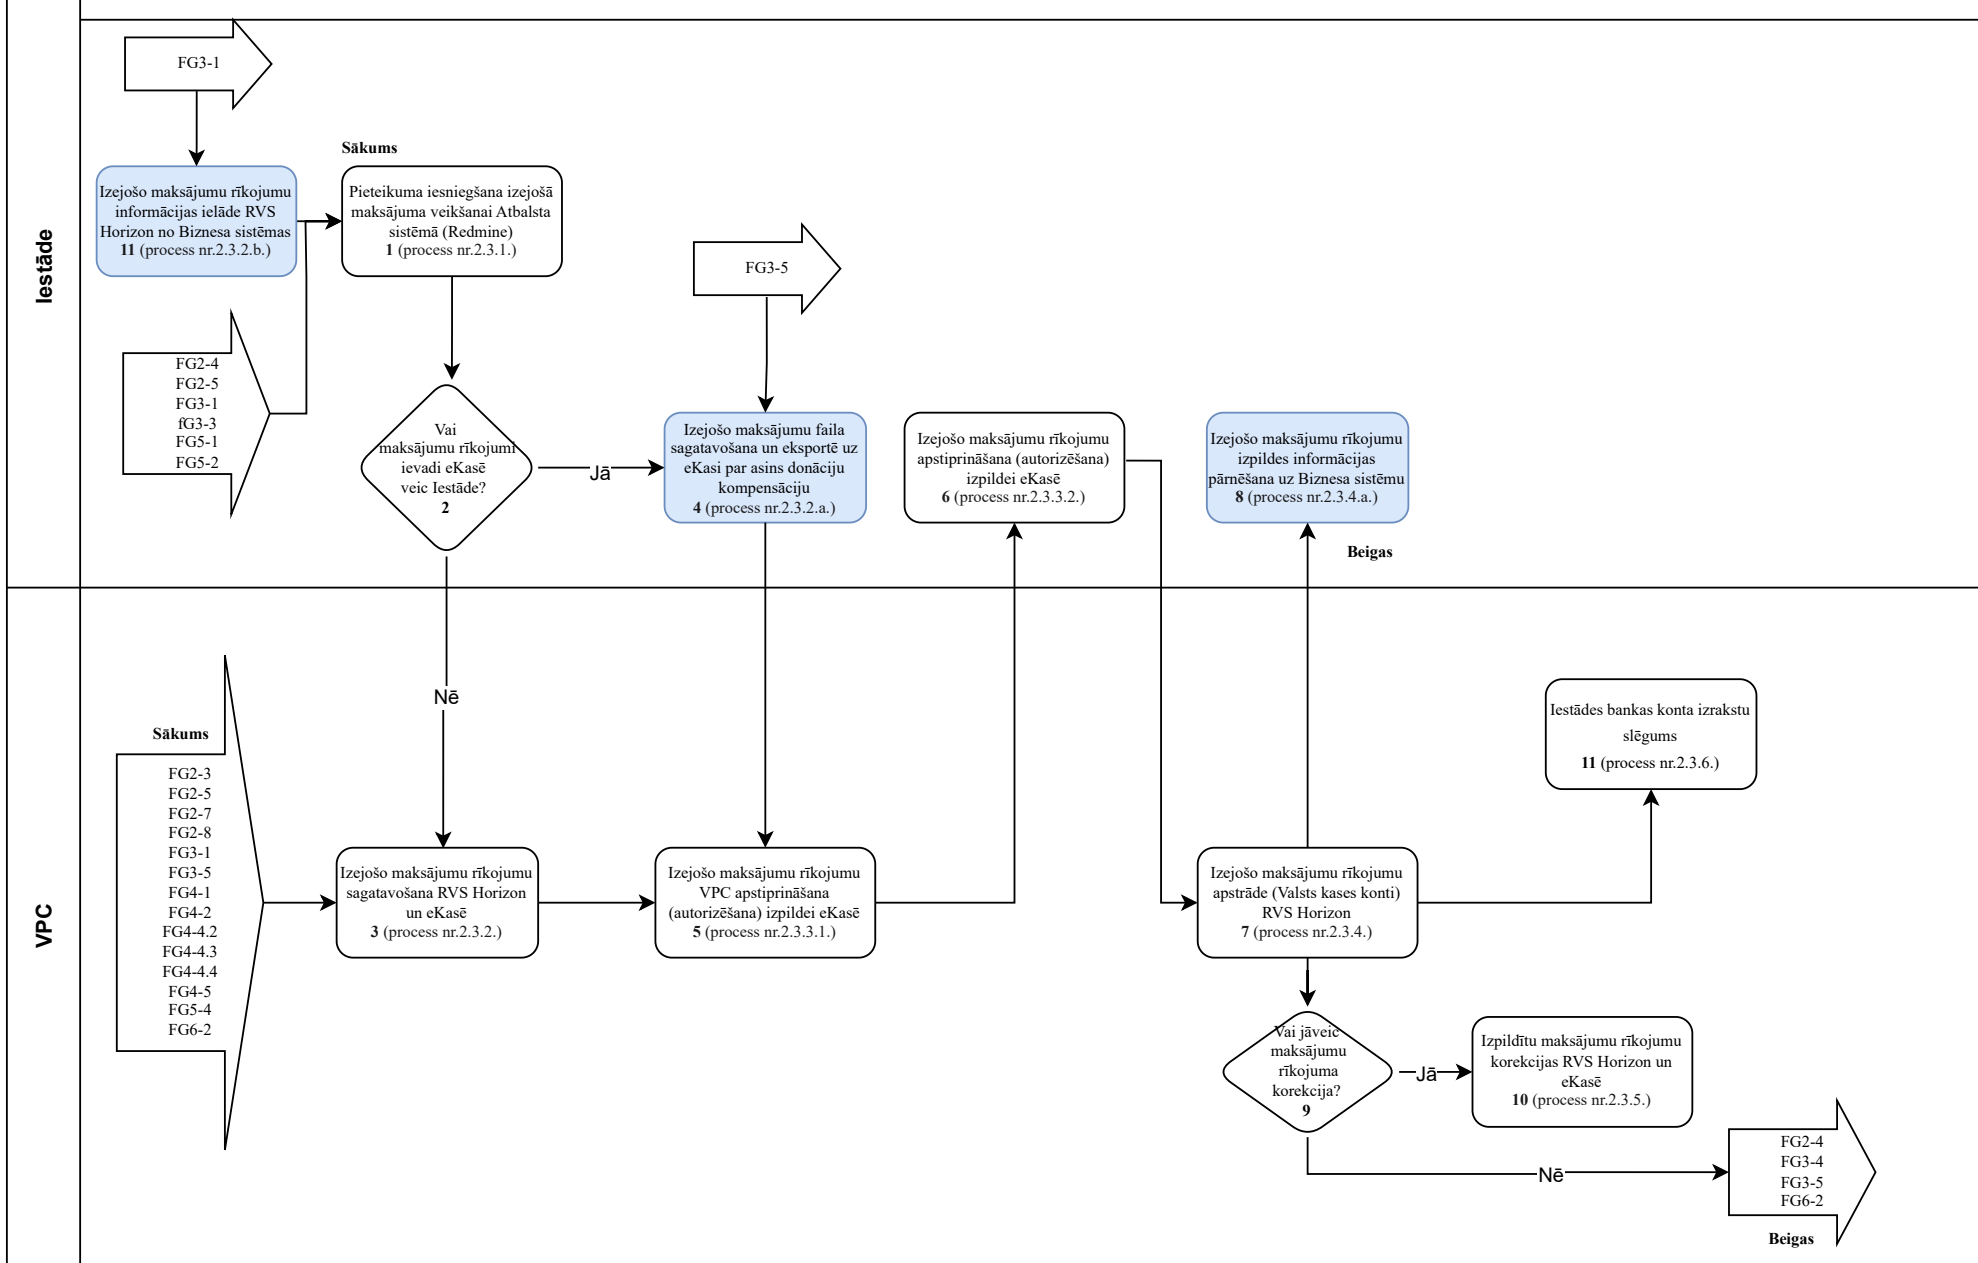 Iestāde
FG3-1
Izejošo maksājumu rīkojumu
informācijas ielāde RVS
Horizon no Biznesa sistēmas
11 (process nr.2.3.2.b.)
Sākums
Pieteikuma iesniegšana izejošā
maksājuma veikšanai Atbalsta
sistēmā (Redmine)
1 (process nr.2.3.1.)
FG2-4
FG2-5
FG3-1
fG3-3
FG5-1
FG5-2
Vai
maksājumu rīkojumi
ievadi eKasē
veic Iestāde?
2
Jā
FG3-5
Izejošo maksājumu faila
sagatavošana un eksportē uz
eKasi par asins donāciju
kompensāciju
4 (process nr.2.3.2.a.)
Izejošo maksājumu rīkojumu
apstiprināšana (autorizēšana)
izpildei eKasē
6 (process nr.2.3.3.2.)
Izejošo maksājumu rīkojumu
izpildes informācijas
pārnēšana uz Biznesa sistēmu
8 (process nr.2.3.4.a.)
Beigas
VPC
Nē
Sākums
FG2-3
FG2-5
FG2-7
FG2-8
FG3-1
FG3-5
FG4-1
FG4-2
FG4-4.2
FG4-4.3
FG4-4.4
FG4-5
FG5-4
FG6-2
Izejošo maksājumu rīkojumu
sagatavošana RVS Horizon
un eKasē
3 (process nr.2.3.2.)
Izejošo maksājumu rīkojumu
VPC apstiprināšana
(autorizēšana) izpildei eKasē
5 (process nr.2.3.3.1.)
Izejošo maksājumu rīkojumu
apstrāde (Valsts kases konti)
RVS Horizon
7 (process nr.2.3.4.)
Iestādes bankas konta izrakstu
slēgums
11 (process nr.2.3.6.)
Vai jāveic
maksājumu
rīkojuma
korekcija?
9
Jā
Izpildītu maksājumu rīkojumu
korekcijas RVS Horizon un
eKasē
10 (process nr.2.3.5.)
Nē
FG2-4
FG3-4
FG3-5
FG6-2
Beigas